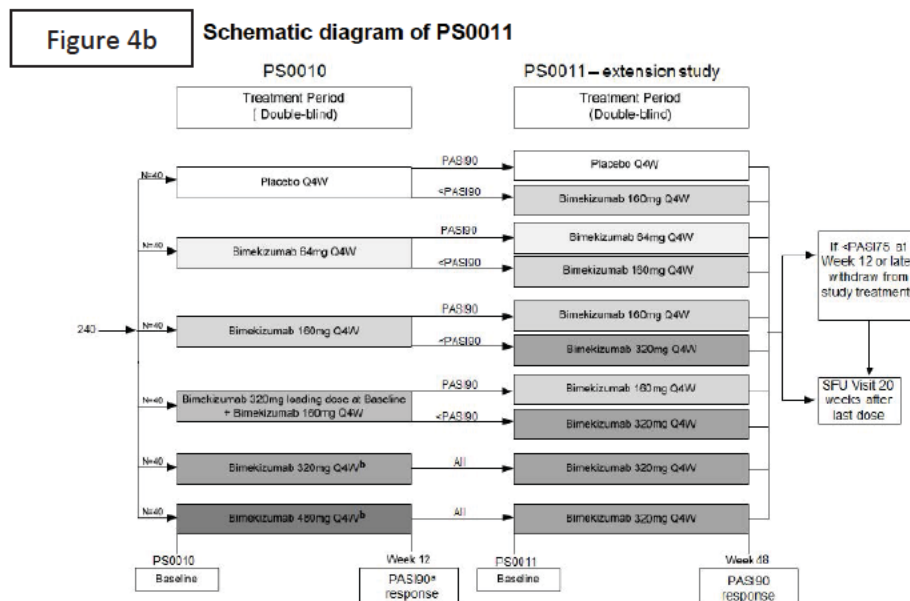 Figure 4b
Schematic diagram of PS0011
PS0010
PS0011 – extension study
Treatment Period
[ Double-blind)
Treatment Period
(Double-blind)
N=40
Placebo Q4W
PASI90
Placebo Q4W
<PASI90
Bimekizumab 160mg Q4W
N=40
Bimekizumab 64mg Q4W
PASI90
Bimekizumab 64mg Q4W
<PASI90
Bimekizumab 160mg Q4W
240
N=40
Bimekizumab 160mg Q4W
PASI90
Bimekizumab 160mg Q4W
<PASI90
Bimekizumab 320mg Q4W
N=40
Bimekizumab 320mg loading dose at Baseline
+ Bimekizumab 160mg Q4W
PASI90
Bimekizumab 160mg Q4W
<PASI90
Bimekizumab 320mg Q4W
N=40
Bimekizumab 320mg Q4Wb
All
Bimekizumab 320mg Q4W
N=40
Bimekizumab 480mg Q4Wb
All
Bimekizumab 320mg Q4W
If <PASI75 at
Week 12 or late
withdraw from
study treatment
SFU Visit 20
weeks after
last dose
PS0010
Baseline
Week 12
PASI90a
response
PS0011
Baseline
Week 48
PASI90
response